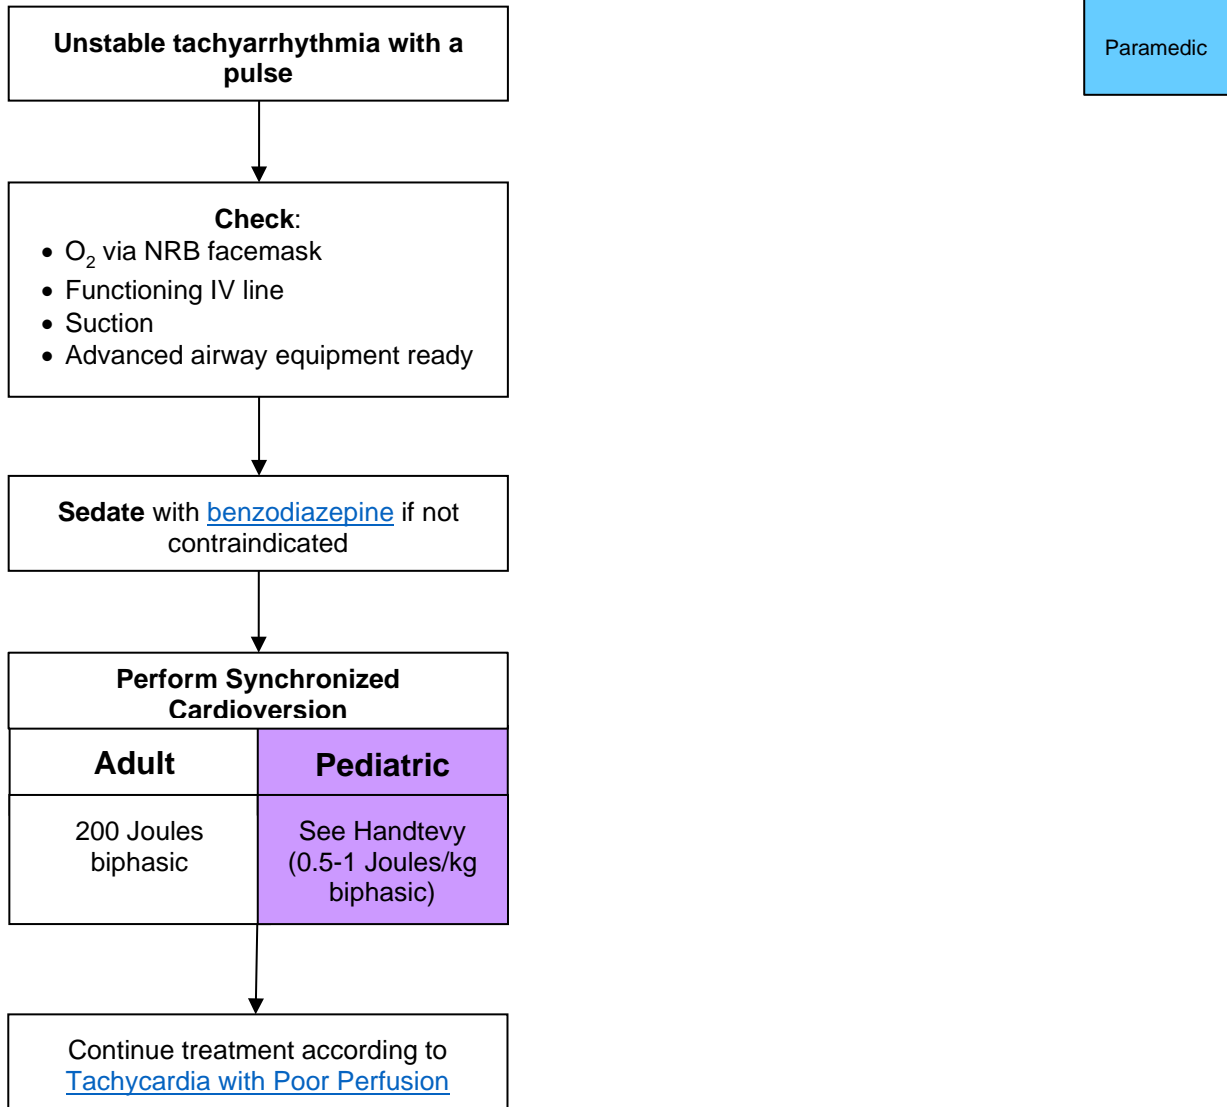 Unstable tachyarrhythmia with a
pulse
Paramedic
Check:
• O2 via NRB facemask
• Functioning IV line
• Suction
• Advanced airway equipment ready
Sedate with benzodiazepine if not
contraindicated
Perform Synchronized
Cardioversion
Adult
Pediatric
200 Joules
biphasic
See Handtevy
(0.5-1 Joules/kg
biphasic)
Continue treatment according to
Tachycardia with Poor Perfusion